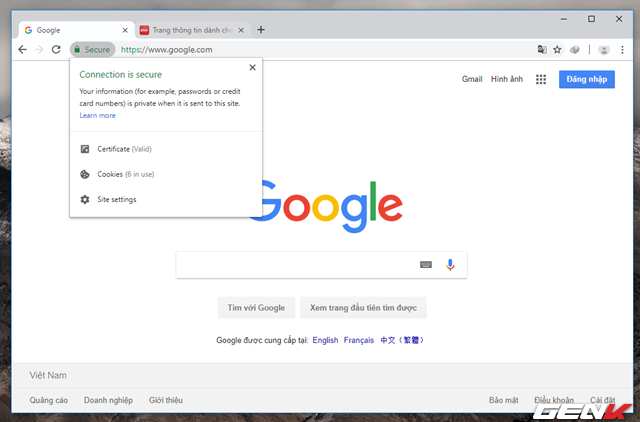 Google
Trang thông tin dành cho
Secure
https://www.google.com
Connection is secure
Your information (for example, passwords or credit
card numbers) is private when it is sent to this site.
Learn more
Certificate (Valid)
Cookies (6 in use)
Site settings
Gmail Hình ảnh
Đăng nhập
Google
Tìm với Google
Xem trang đầu tiên tìm được
Google được cung cấp tại: English Français 中文（繁體）
Việt Nam
Quảng cáo Doanh nghiệp Giới thiệu
Bảo mật Điều khoản Cài đặt
GENK